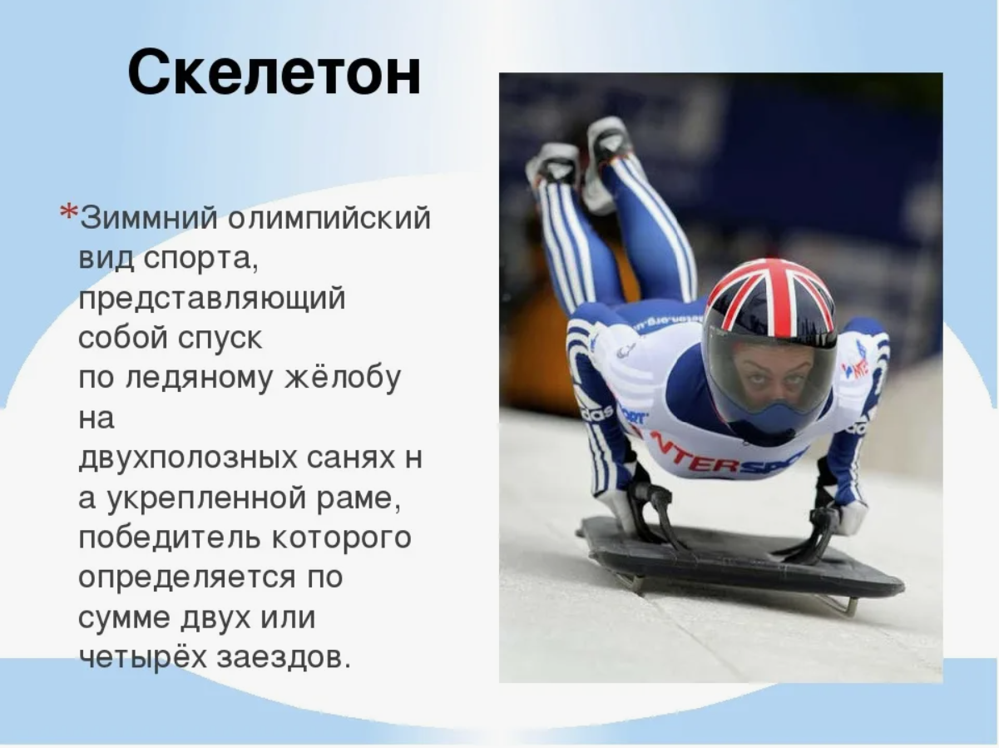 Скелетон
*Зиммний олимпийский
вид спорта,
представляющий
собой спуск
по ледяному жёлобу
на
двухполозных санях н
а укрепленной раме,
победитель которого
определяется по
сумме двух или
четырёх заездов.
adidas
NTERSPO